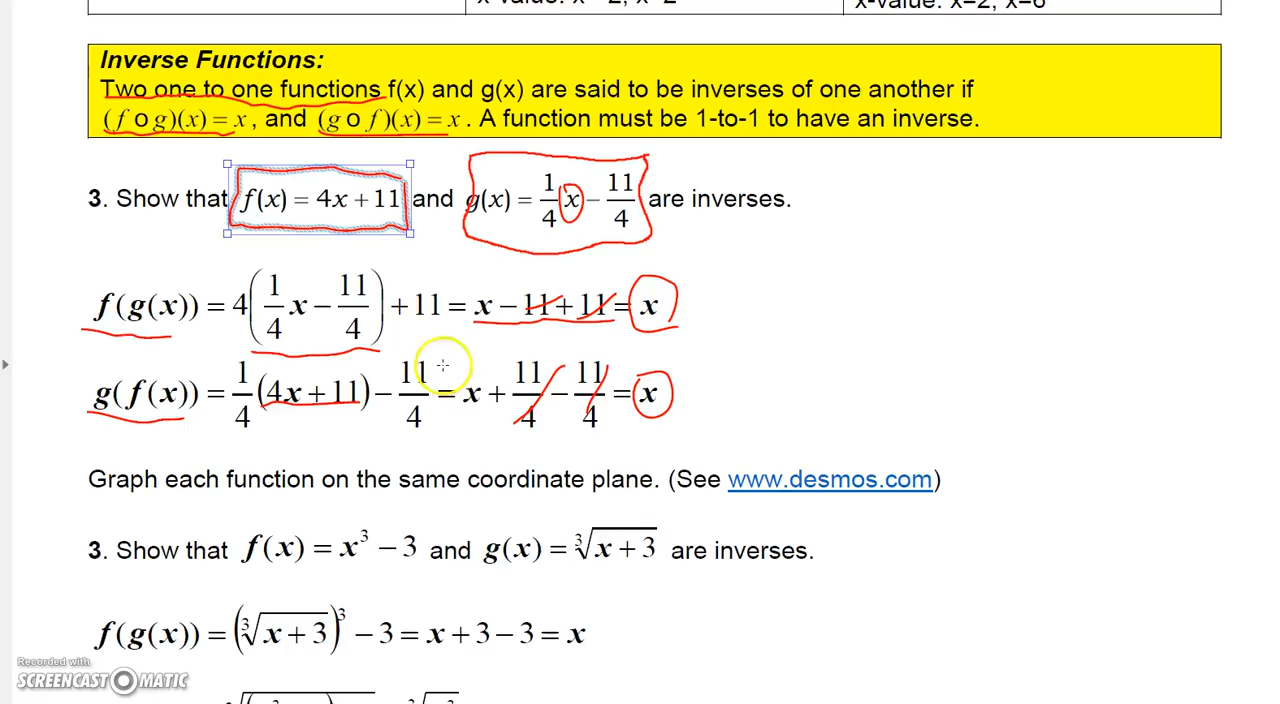 x-value: x=2, x=6
Inverse Functions:
Two one to one functions f(x) and g(x) are said to be inverses of one another if
(f o g)(x) = x, and (g o f)(x) = x. A function must be 1-to-1 to have an inverse.
3. Show that f(x) = 4x + 11 and g(x) = 1/4 x − 11/4 are inverses.
f(g(x)) = 4(1/4 x − 11/4) + 11 = x − 11 + 11 = x
g(f(x)) = 1/4 (4x + 11) − 11/4 = x + 11/4 − 11/4 = x
Graph each function on the same coordinate plane. (See www.desmos.com)
3. Show that f(x) = x³ − 3 and g(x) = ∛(x + 3) are inverses.
f(g(x)) = (∛(x + 3))³ − 3 = x + 3 − 3 = x
Recorded with
SCREENCAST MATIC